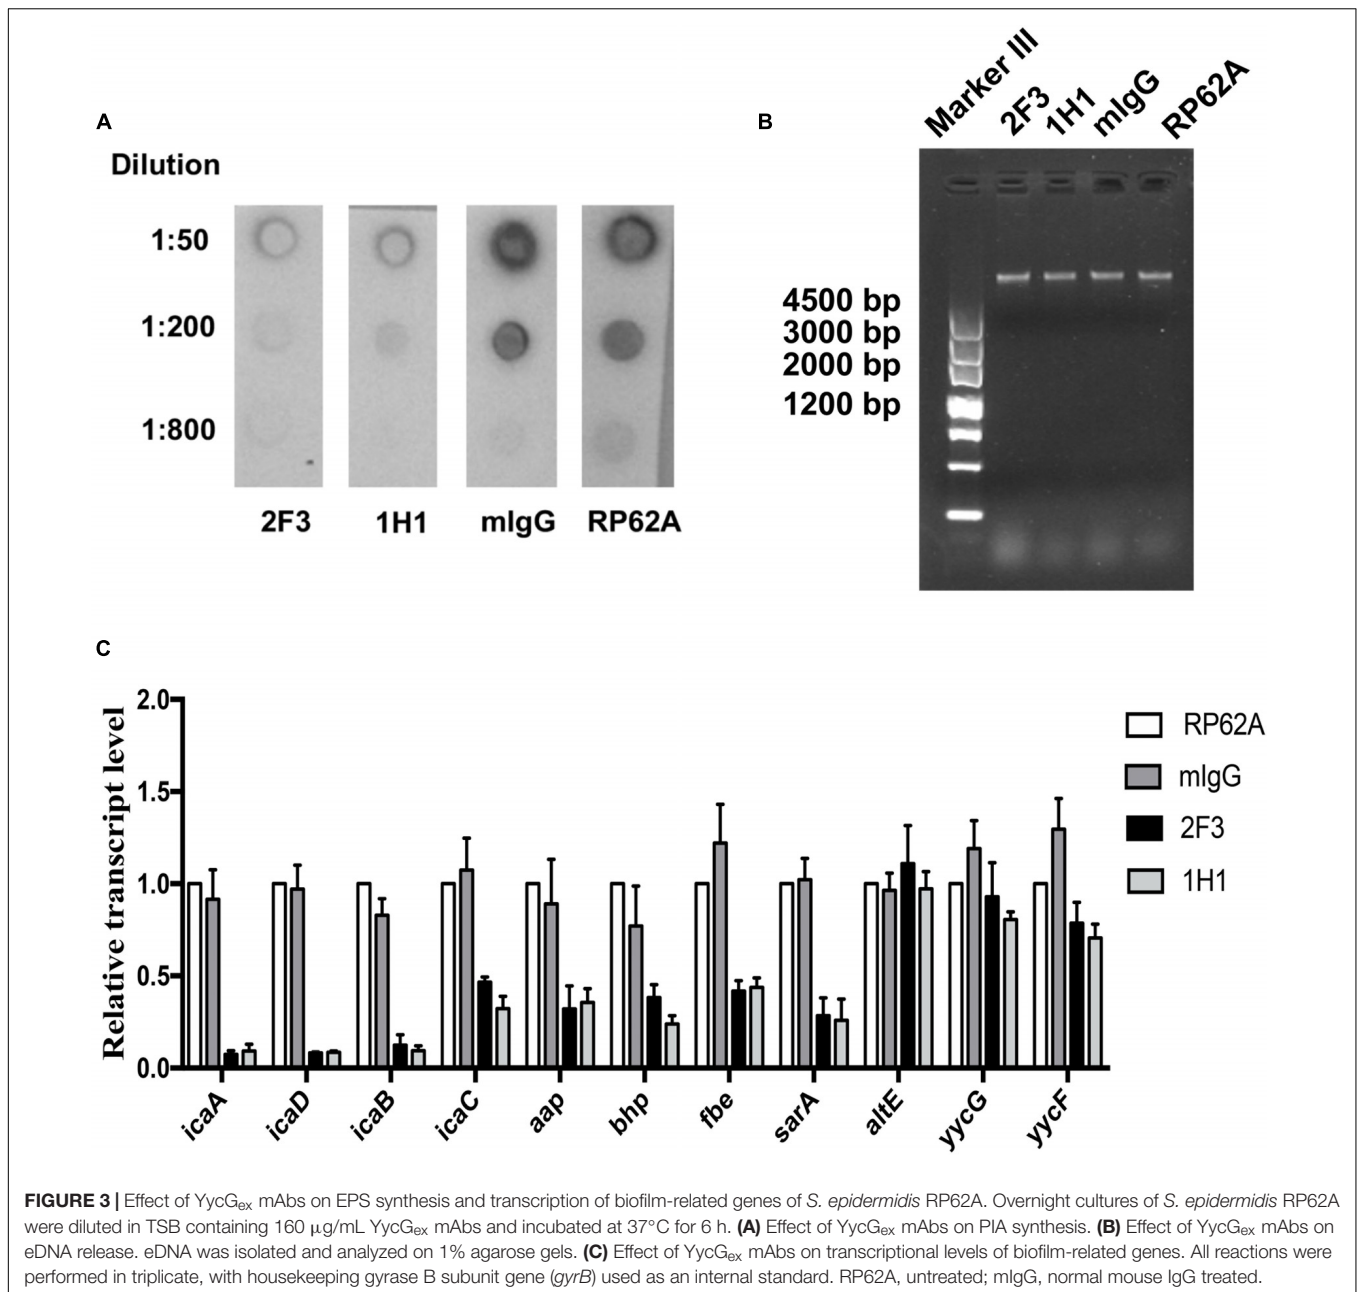 A
Dilution
1:50
1:200
1:800
2F3 1H1 mIgG RP62A
B
Marker III 2F3 1H1 mIgG RP62A
4500 bp
3000 bp
2000 bp
1200 bp
C
Relative transcript level
2.0
1.5
1.0
0.5
0.0
icaA icaD icaB icaC aap bhp fbe sarA altE yycG yycF
RP62A
mIgG
2F3
1H1
FIGURE 3 | Effect of YycGex mAbs on EPS synthesis and transcription of biofilm-related genes of S. epidermidis RP62A. Overnight cultures of S. epidermidis RP62A
were diluted in TSB containing 160 μg/mL YycGex mAbs and incubated at 37°C for 6 h. (A) Effect of YycGex mAbs on PIA synthesis. (B) Effect of YycGex mAbs on
eDNA release. eDNA was isolated and analyzed on 1% agarose gels. (C) Effect of YycGex mAbs on transcriptional levels of biofilm-related genes. All reactions were
performed in triplicate, with housekeeping gyrase B subunit gene (gyrB) used as an internal standard. RP62A, untreated; mIgG, normal mouse IgG treated.